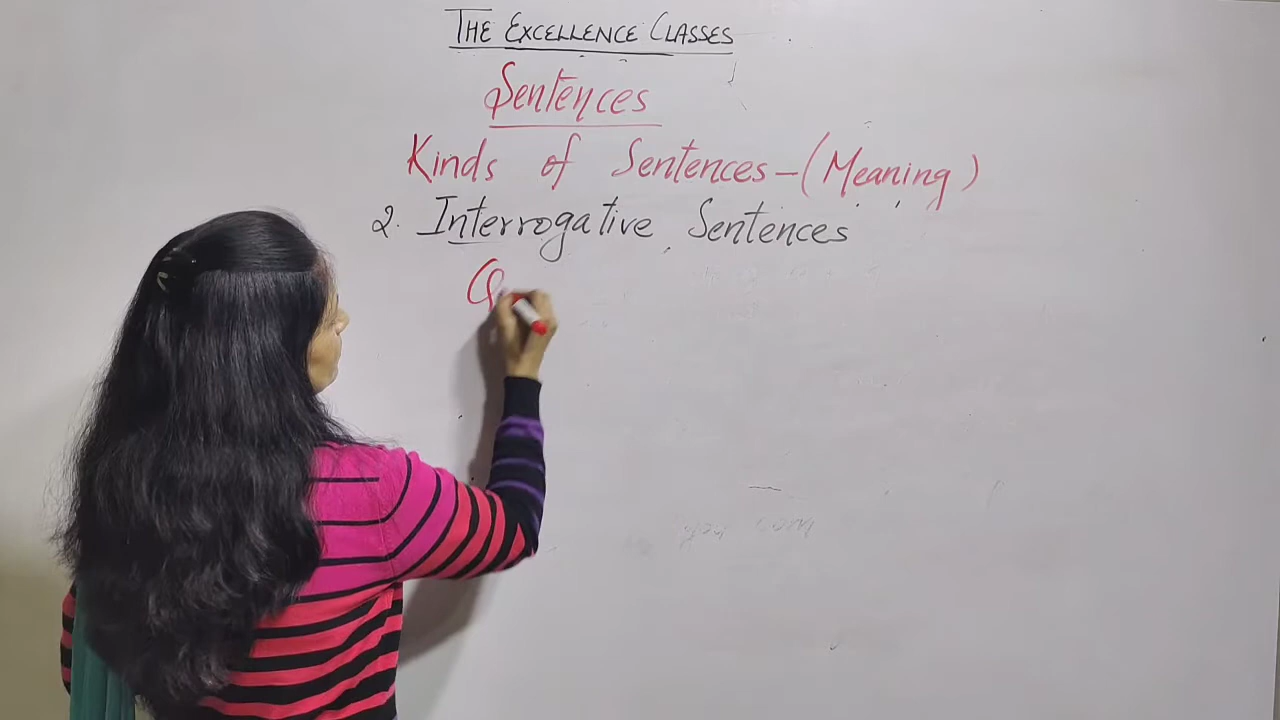 THE EXCELLENCE CLASSES
Sentences
Kinds of Sentences - (Meaning)
2. Interrogative Sentences
Q